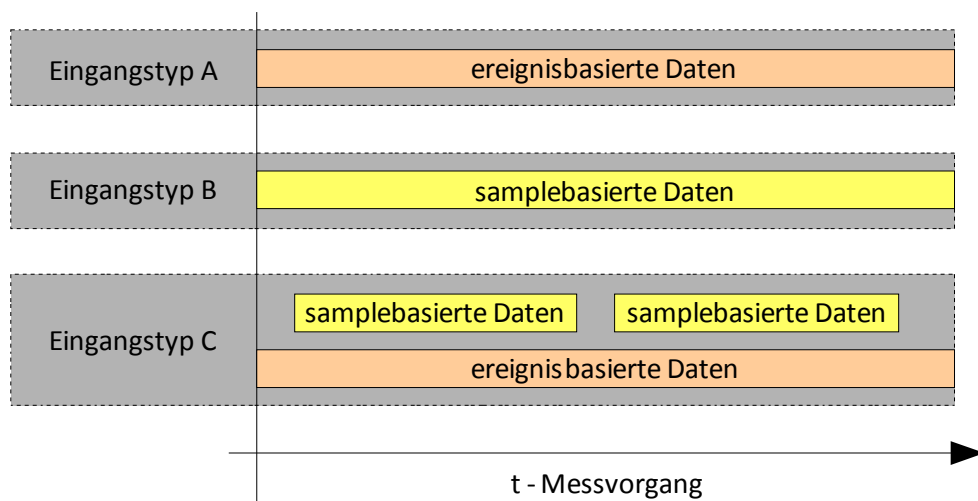 Eingangstyp A
ereignisbasierte Daten
Eingangstyp B
samplebasierte Daten
Eingangstyp C
samplebasierte Daten
samplebasierte Daten
ereignisbasierte Daten
t - Messvorgang